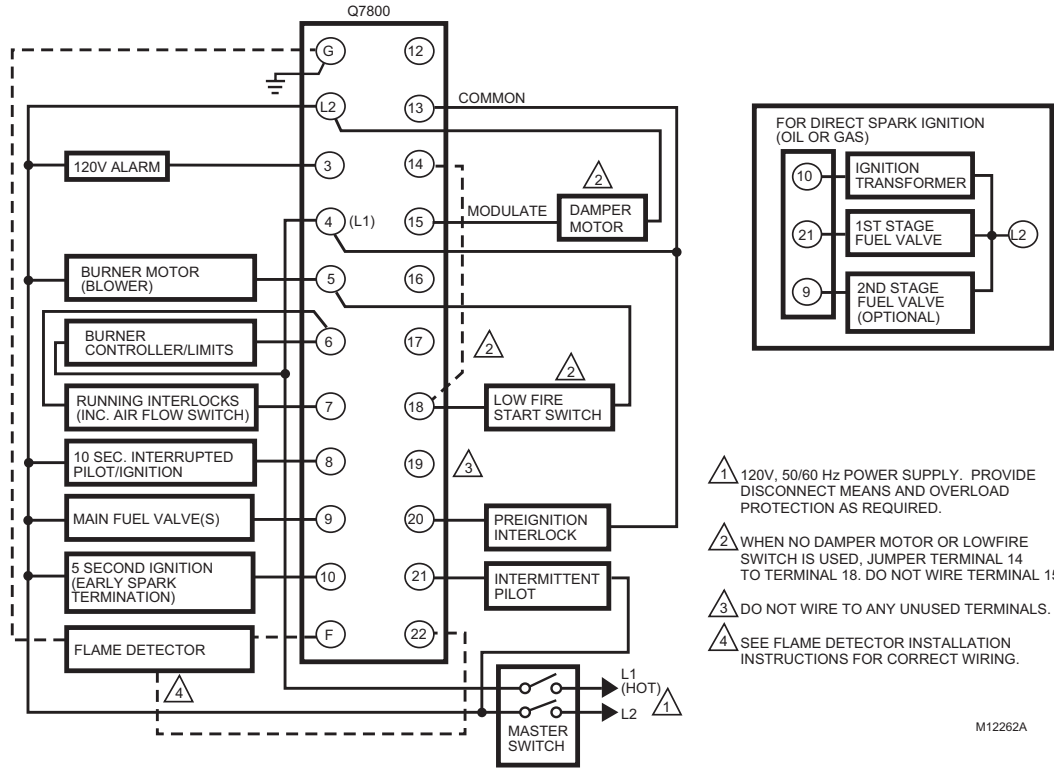 Q7800
G
12
L2
13
COMMON
120V ALARM
3
14
2
4
(L1)
15
MODULATE
DAMPER
MOTOR
BURNER MOTOR
(BLOWER)
5
16
BURNER
CONTROLLER/LIMITS
6
17
2
2
RUNNING INTERLOCKS
(INC. AIR FLOW SWITCH)
7
18
LOW FIRE
START SWITCH
10 SEC. INTERRUPTED
PILOT/IGNITION
8
19
3
MAIN FUEL VALVE(S)
9
20
PREIGNITION
INTERLOCK
5 SECOND IGNITION
(EARLY SPARK
TERMINATION)
10
21
INTERMITTENT
PILOT
FLAME DETECTOR
F
22
4
L1
(HOT)
1
L2
MASTER
SWITCH
FOR DIRECT SPARK IGNITION
(OIL OR GAS)
10
IGNITION
TRANSFORMER
21
1ST STAGE
FUEL VALVE
L2
9
2ND STAGE
FUEL VALVE
(OPTIONAL)
1 120V, 50/60 Hz POWER SUPPLY. PROVIDE
DISCONNECT MEANS AND OVERLOAD
PROTECTION AS REQUIRED.
2 WHEN NO DAMPER MOTOR OR LOWFIRE
SWITCH IS USED, JUMPER TERMINAL 14
TO TERMINAL 18. DO NOT WIRE TERMINAL 15
3 DO NOT WIRE TO ANY UNUSED TERMINALS.
4 SEE FLAME DETECTOR INSTALLATION
INSTRUCTIONS FOR CORRECT WIRING.
M12262A